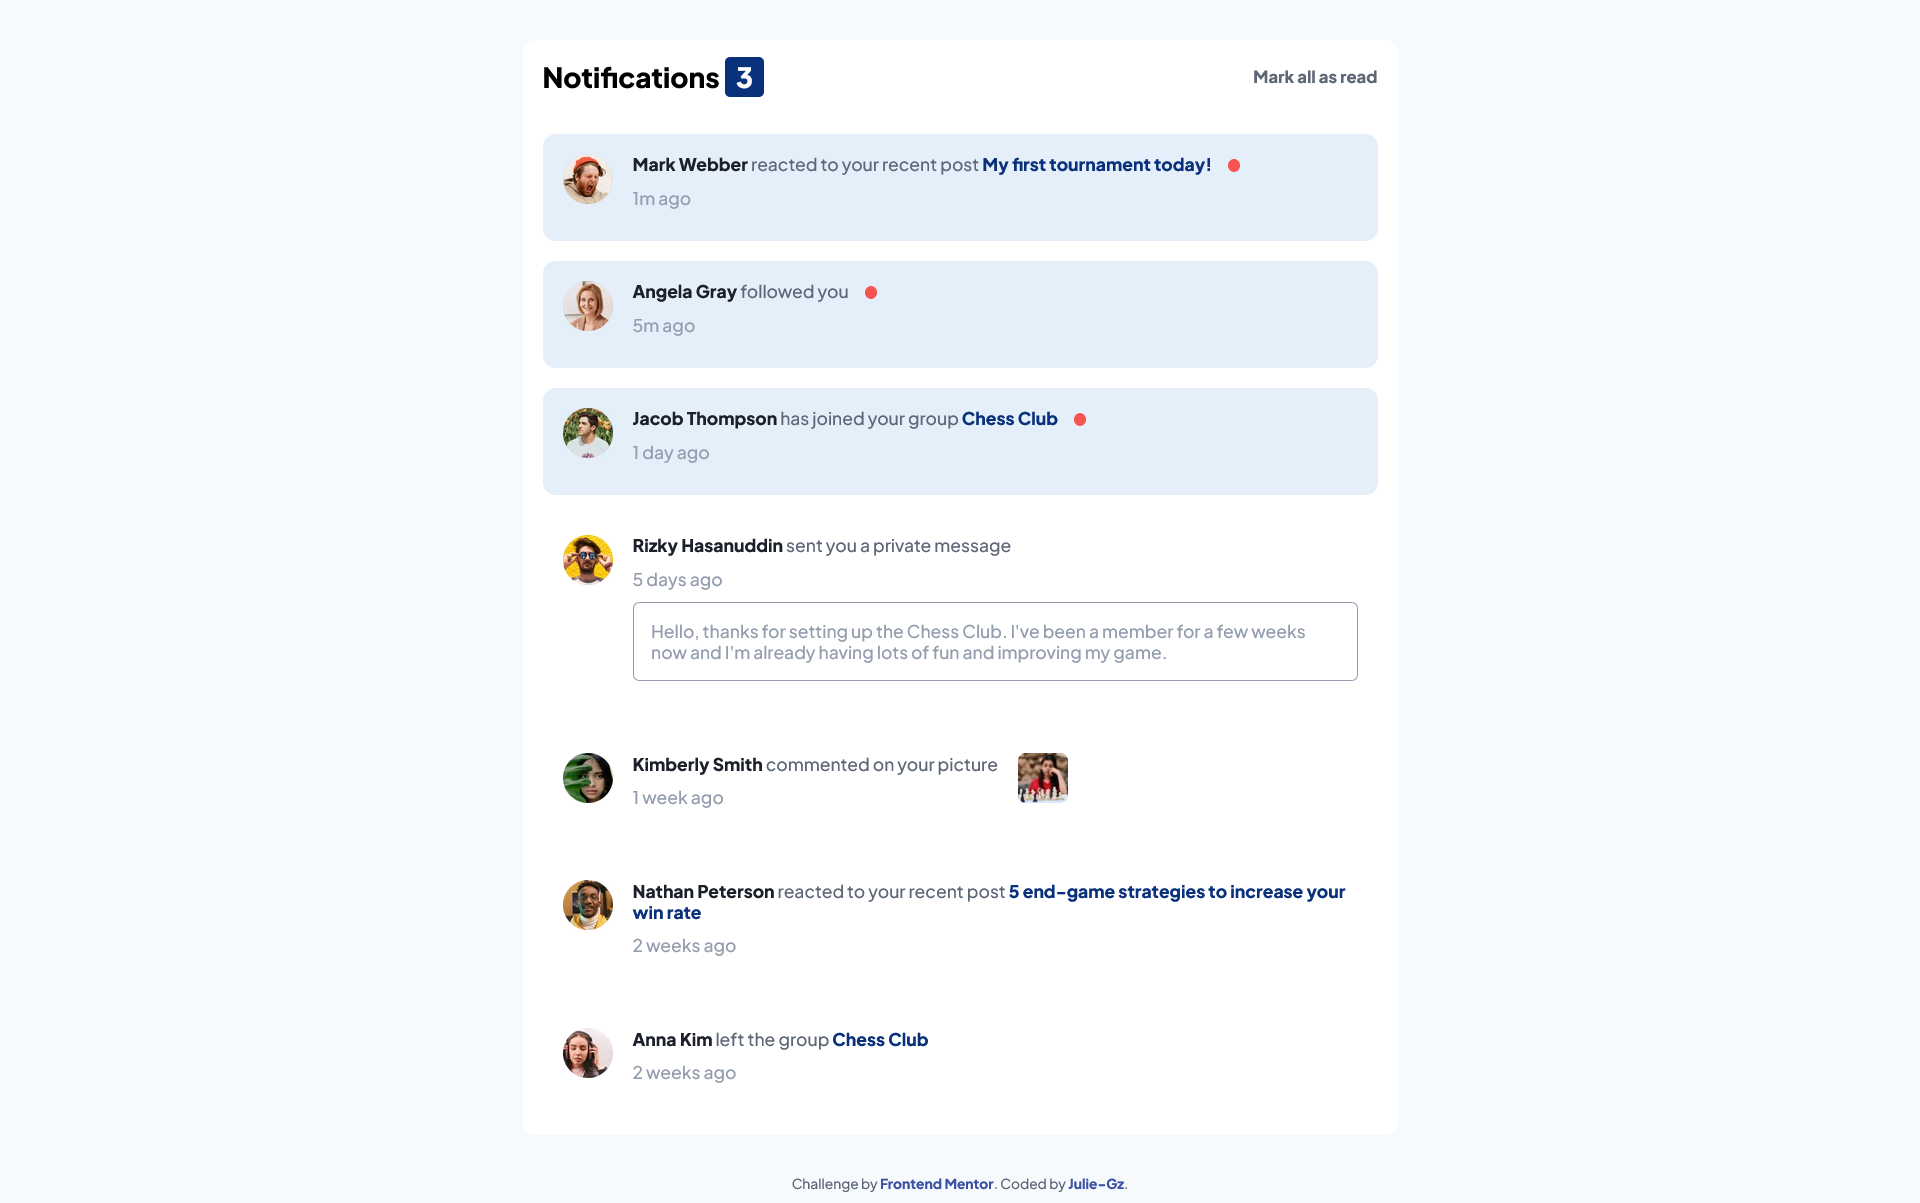 Notifications 3
Mark all as read
Mark Webber reacted to your recent post My first tournament today!
1m ago
Angela Gray followed you
5m ago
Jacob Thompson has joined your group Chess Club
1 day ago
Rizky Hasanuddin sent you a private message
5 days ago
Hello, thanks for setting up the Chess Club. I've been a member for a few weeks
now and I'm already having lots of fun and improving my game.
Kimberly Smith commented on your picture
1 week ago
Nathan Peterson reacted to your recent post 5 end-game strategies to increase your
win rate
2 weeks ago
Anna Kim left the group Chess Club
2 weeks ago
Challenge by Frontend Mentor. Coded by Julie-Gz.